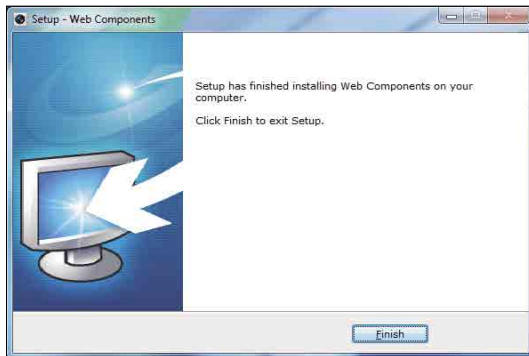 Setup - Web Components
Setup has finished installing Web Components on your
computer.
Click Finish to exit Setup.
Finish